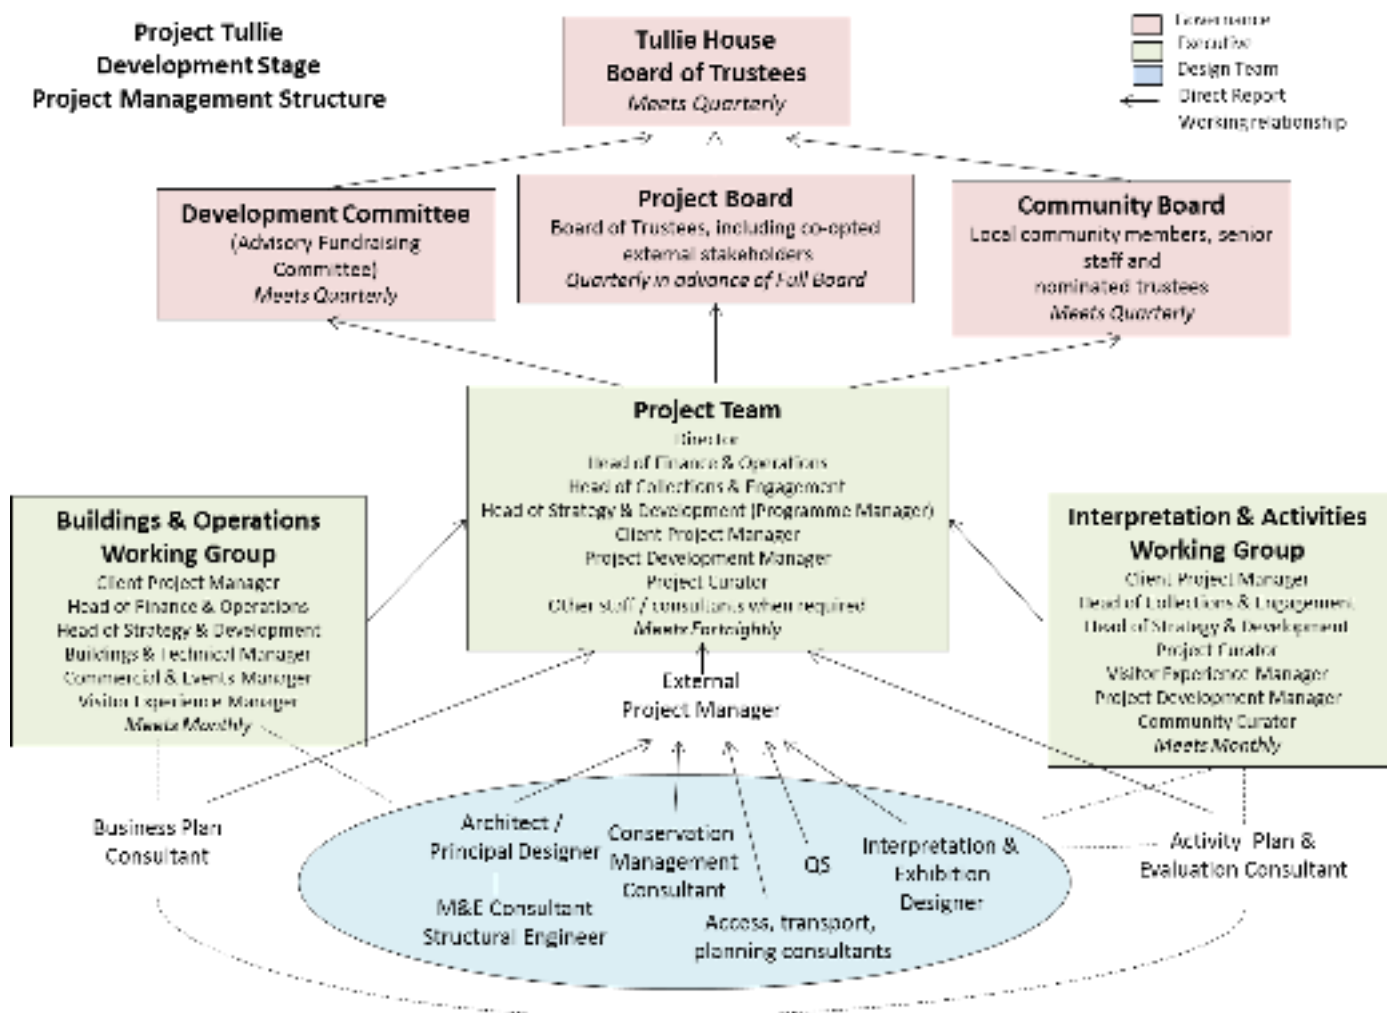 Project Tullie
Development Stage
Project Management Structure
Tullie House
Board of Trustees
Meets Quarterly
Governance
Executive
Design Team
Direct Report
Working relationship
Development Committee
(Advisory Fundraising
Committee)
Meets Quarterly
Project Board
Board of Trustees, including co-opted
external stakeholders
Quarterly in advance of Full Board
Community Board
Local community members, senior
staff and
nominated trustees
Meets Quarterly
Project Team
Director
Head of Finance & Operations
Head of Collections & Engagement
Head of Strategy & Development (Programme Manager)
Client Project Manager
Project Development Manager
Project Curator
Other staff / consultants when required
Meets Fortnightly
Buildings & Operations
Working Group
Client Project Manager
Head of Finance & Operations
Head of Strategy & Development
Buildings & Technical Manager
Commercial & Events Manager
Visitor Experience Manager
Meets Monthly
Interpretation & Activities
Working Group
Client Project Manager
Head of Collections & Engagement
Head of Strategy & Development
Project Curator
Visitor Experience Manager
Project Development Manager
Community Curator
Meets Monthly
External
Project Manager
Business Plan
Consultant
Architect /
Principal Designer
M&E Consultant
Structural Engineer
Conservation
Management
Consultant
Access, transport,
planning consultants
QS
Interpretation &
Exhibition
Designer
Activity Plan &
Evaluation Consultant